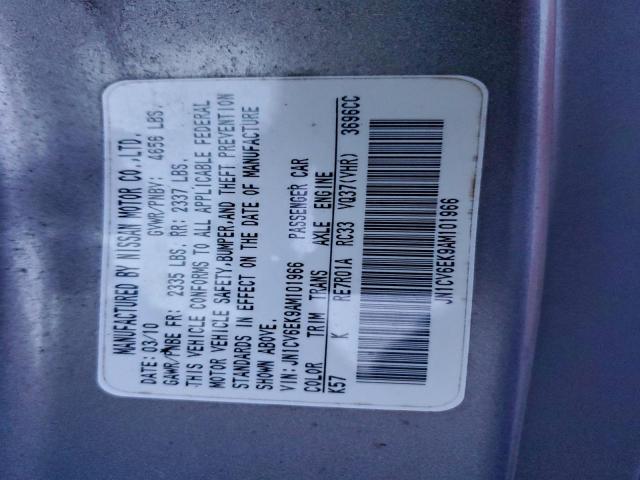 MANUFACTURED BY NISSAN MOTOR CO.,LTD.
DATE: 03/10 GVWR/PNBV: 4656 LBS.
GAWR/PNBE FR: 2335 LBS. RR: 2337 LBS.
THIS VEHICLE CONFORMS TO ALL APPLICABLE FEDERAL
MOTOR VEHICLE SAFETY,BUMPER,AND THEFT PREVENTION
STANDARDS IN EFFECT ON THE DATE OF MANUFACTURE
SHOWN ABOVE.
VIN:JN1CV6EK9AM101966 PASSENGER CAR
COLOR TRIM TRANS AXLE ENGINE
K57 K RE7R01A RC33 VQ37(VHR) 3696CC
JN1CV6EK9AM101966